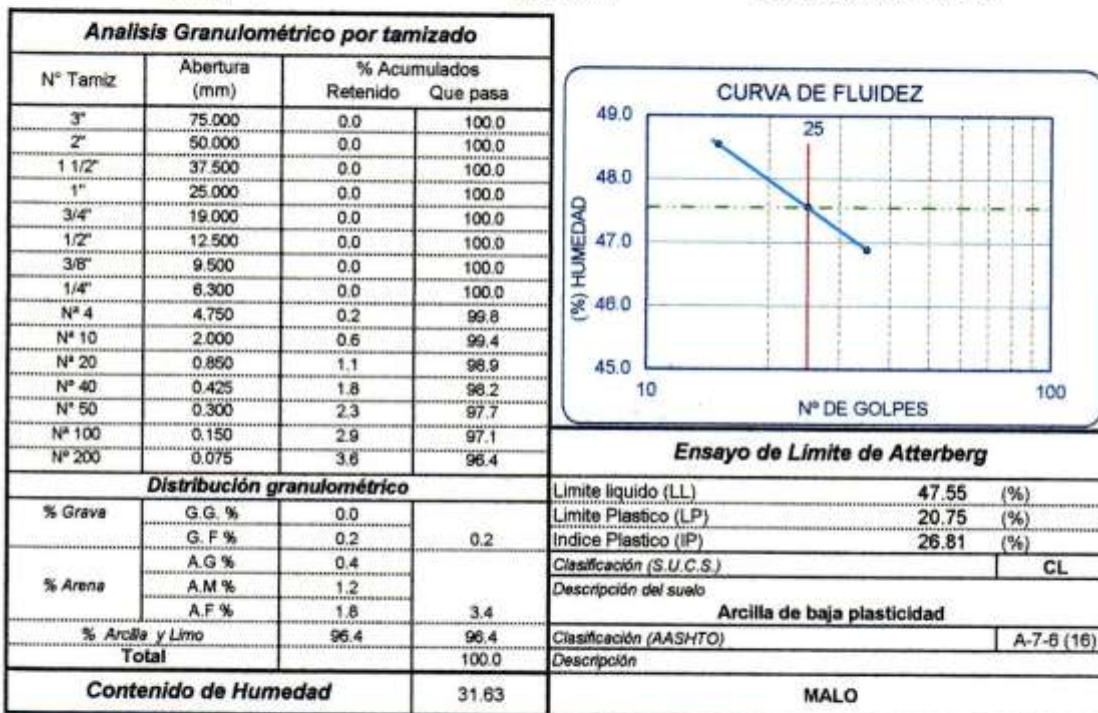 Analisis Granulométrico por tamizado
N° Tamiz Abertura (mm) % Acumulados
Retenido Que pasa
3" 75.000 0.0 100.0
2" 50.000 0.0 100.0
1 1/2" 37.500 0.0 100.0
1" 25.000 0.0 100.0
3/4" 19.000 0.0 100.0
1/2" 12.500 0.0 100.0
3/8" 9.500 0.0 100.0
1/4" 6.300 0.0 100.0
Nª 4 4.750 0.2 99.8
Nª 10 2.000 0.6 99.4
Nª 20 0.850 1.1 98.9
Nª 40 0.425 1.8 98.2
N° 50 0.300 2.3 97.7
Nª 100 0.150 2.9 97.1
Nª 200 0.075 3.6 96.4
Distribución granulométrico
% Grava G.G. % 0.0
G. F % 0.2 0.2
% Arena A.G % 0.4
A.M % 1.2
A.F % 1.8 3.4
% Arcilla y Limo 96.4 96.4
Total 100.0
Contenido de Humedad 31.63
CURVA DE FLUIDEZ
49.0
48.0
47.0
46.0
45.0
(%) HUMEDAD
25
10 100
Nº DE GOLPES
Ensayo de Límite de Atterberg
Limite liquido (LL) 47.55 (%)
Limite Plastico (LP) 20.75 (%)
Indice Plastico (IP) 26.81 (%)
Clasificación (S.U.C.S.) CL
Descripción del suelo
Arcilla de baja plasticidad
Clasificación (AASHTO) A-7-6 (16)
Descripción
MALO